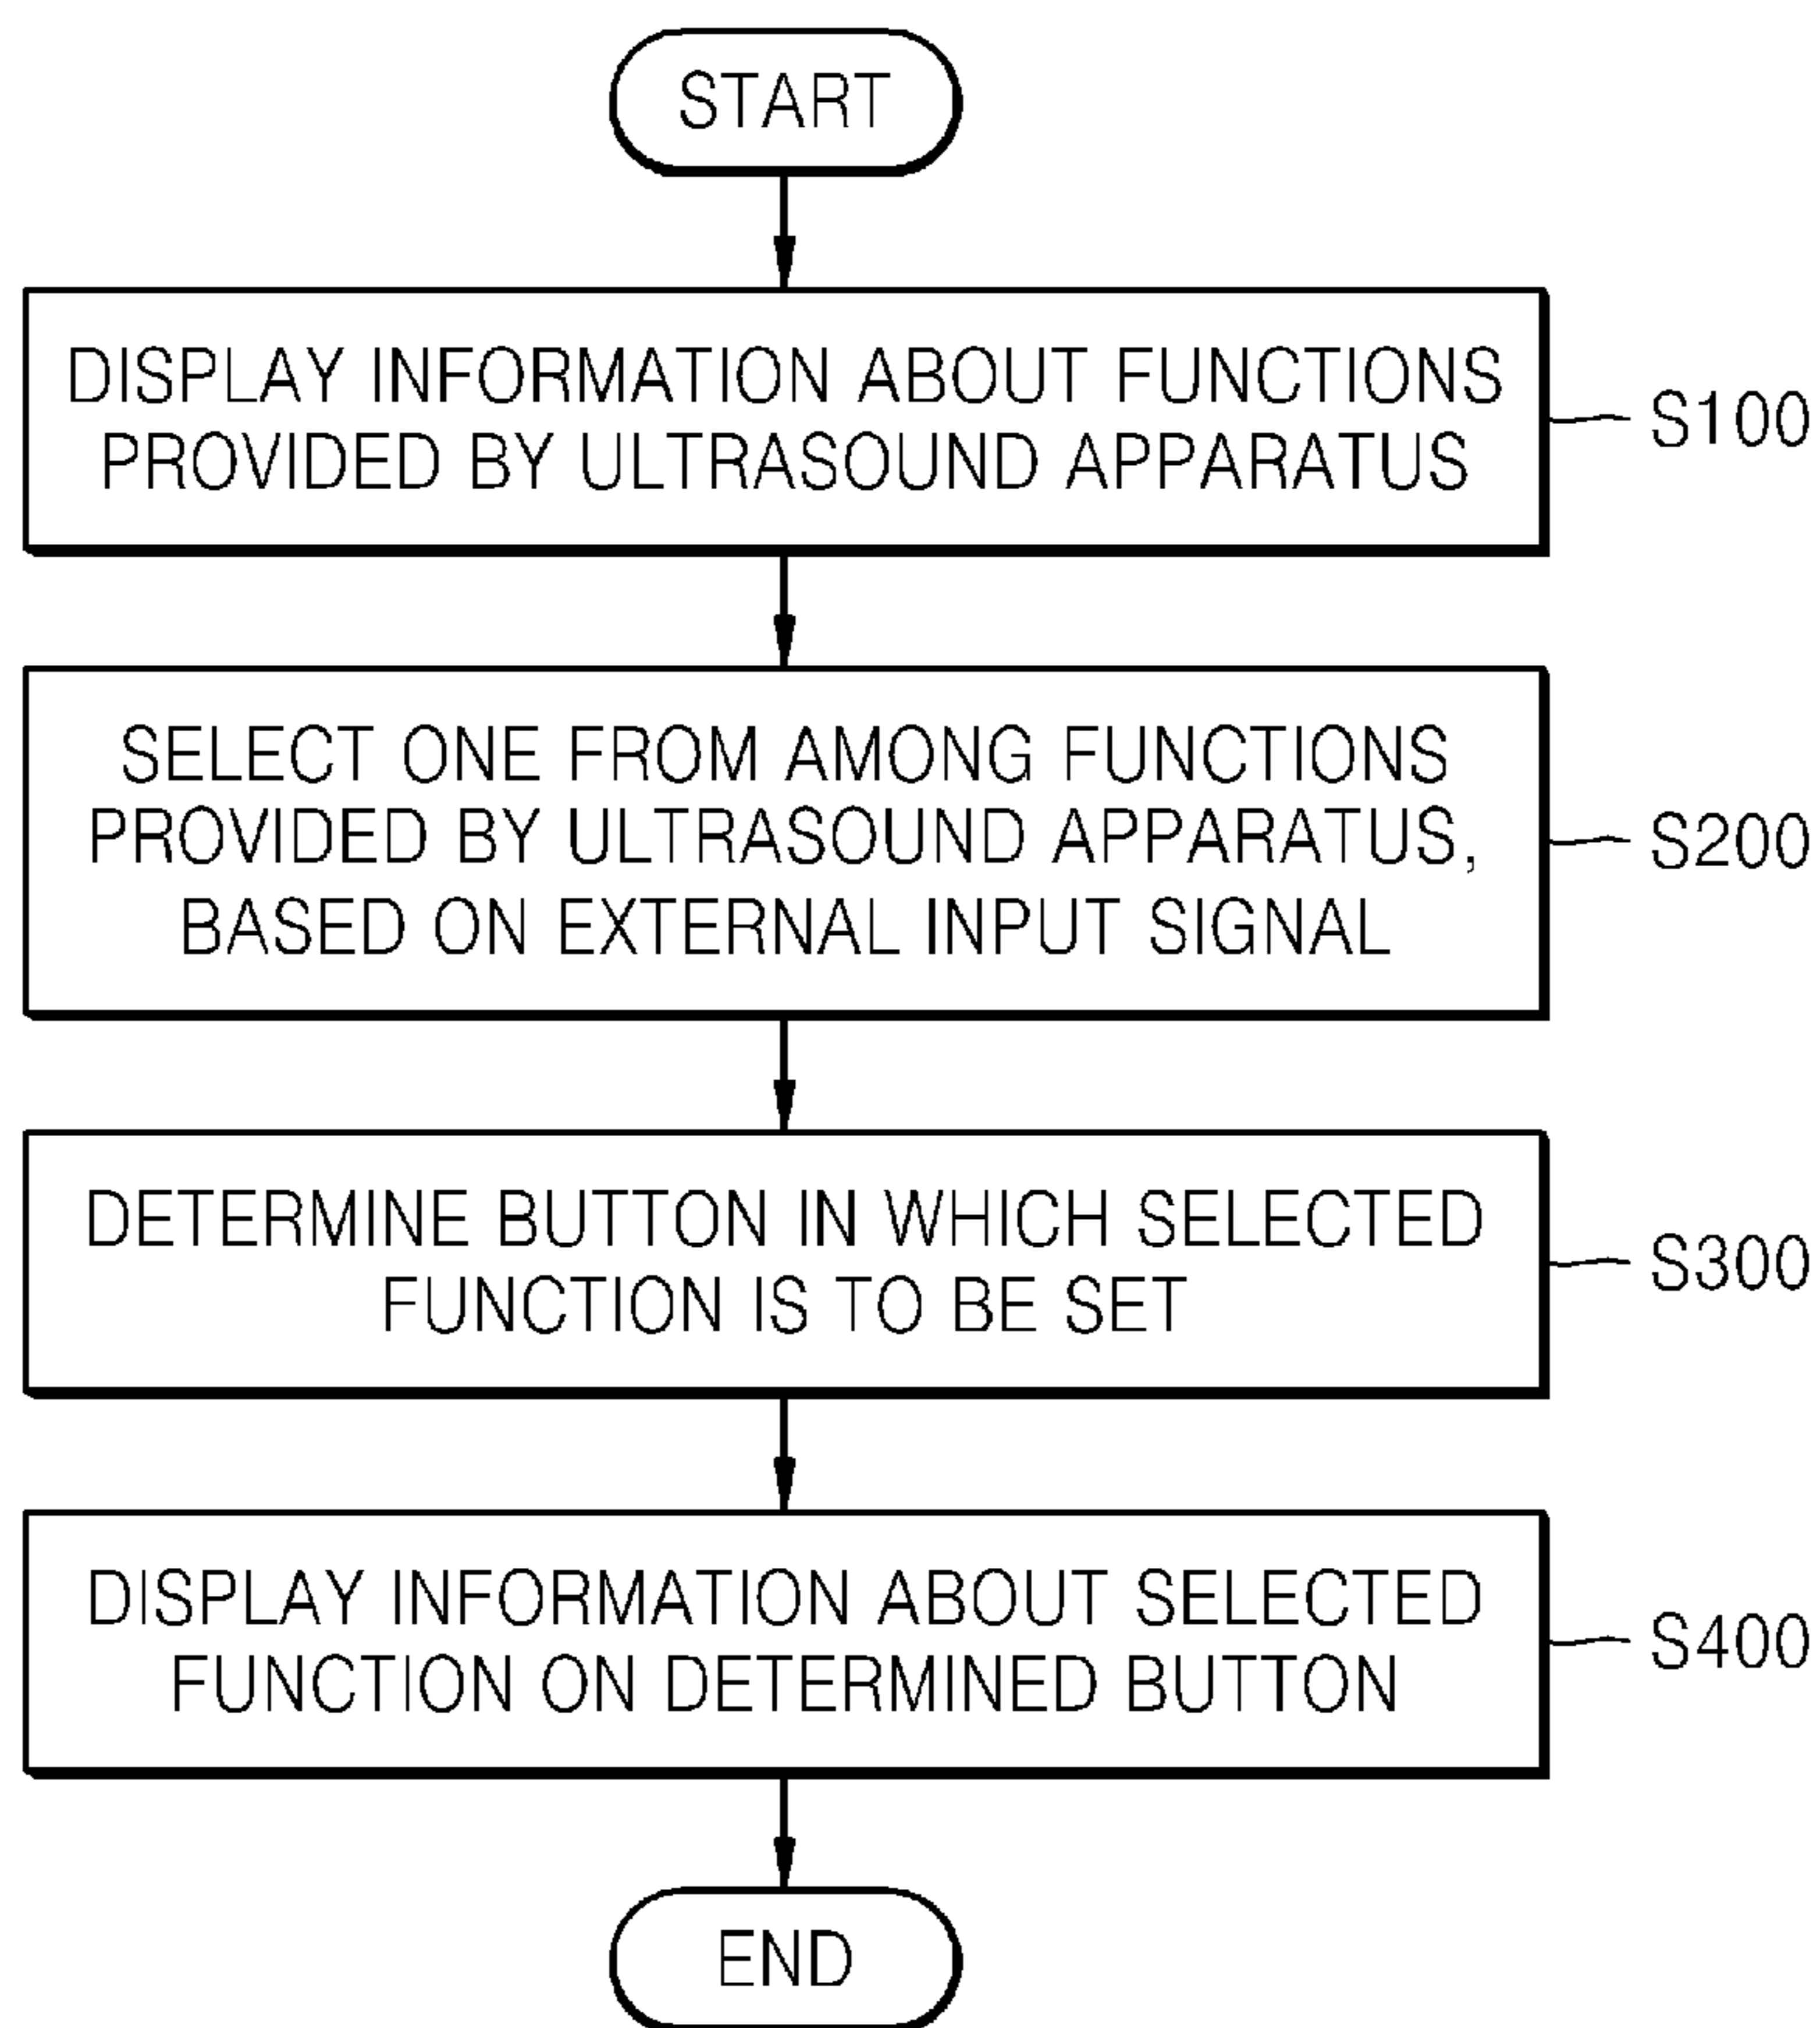 START
DISPLAY INFORMATION ABOUT FUNCTIONS
PROVIDED BY ULTRASOUND APPARATUS
S100
SELECT ONE FROM AMONG FUNCTIONS
PROVIDED BY ULTRASOUND APPARATUS,
BASED ON EXTERNAL INPUT SIGNAL
S200
DETERMINE BUTTON IN WHICH SELECTED
FUNCTION IS TO BE SET
S300
DISPLAY INFORMATION ABOUT SELECTED
FUNCTION ON DETERMINED BUTTON
S400
END